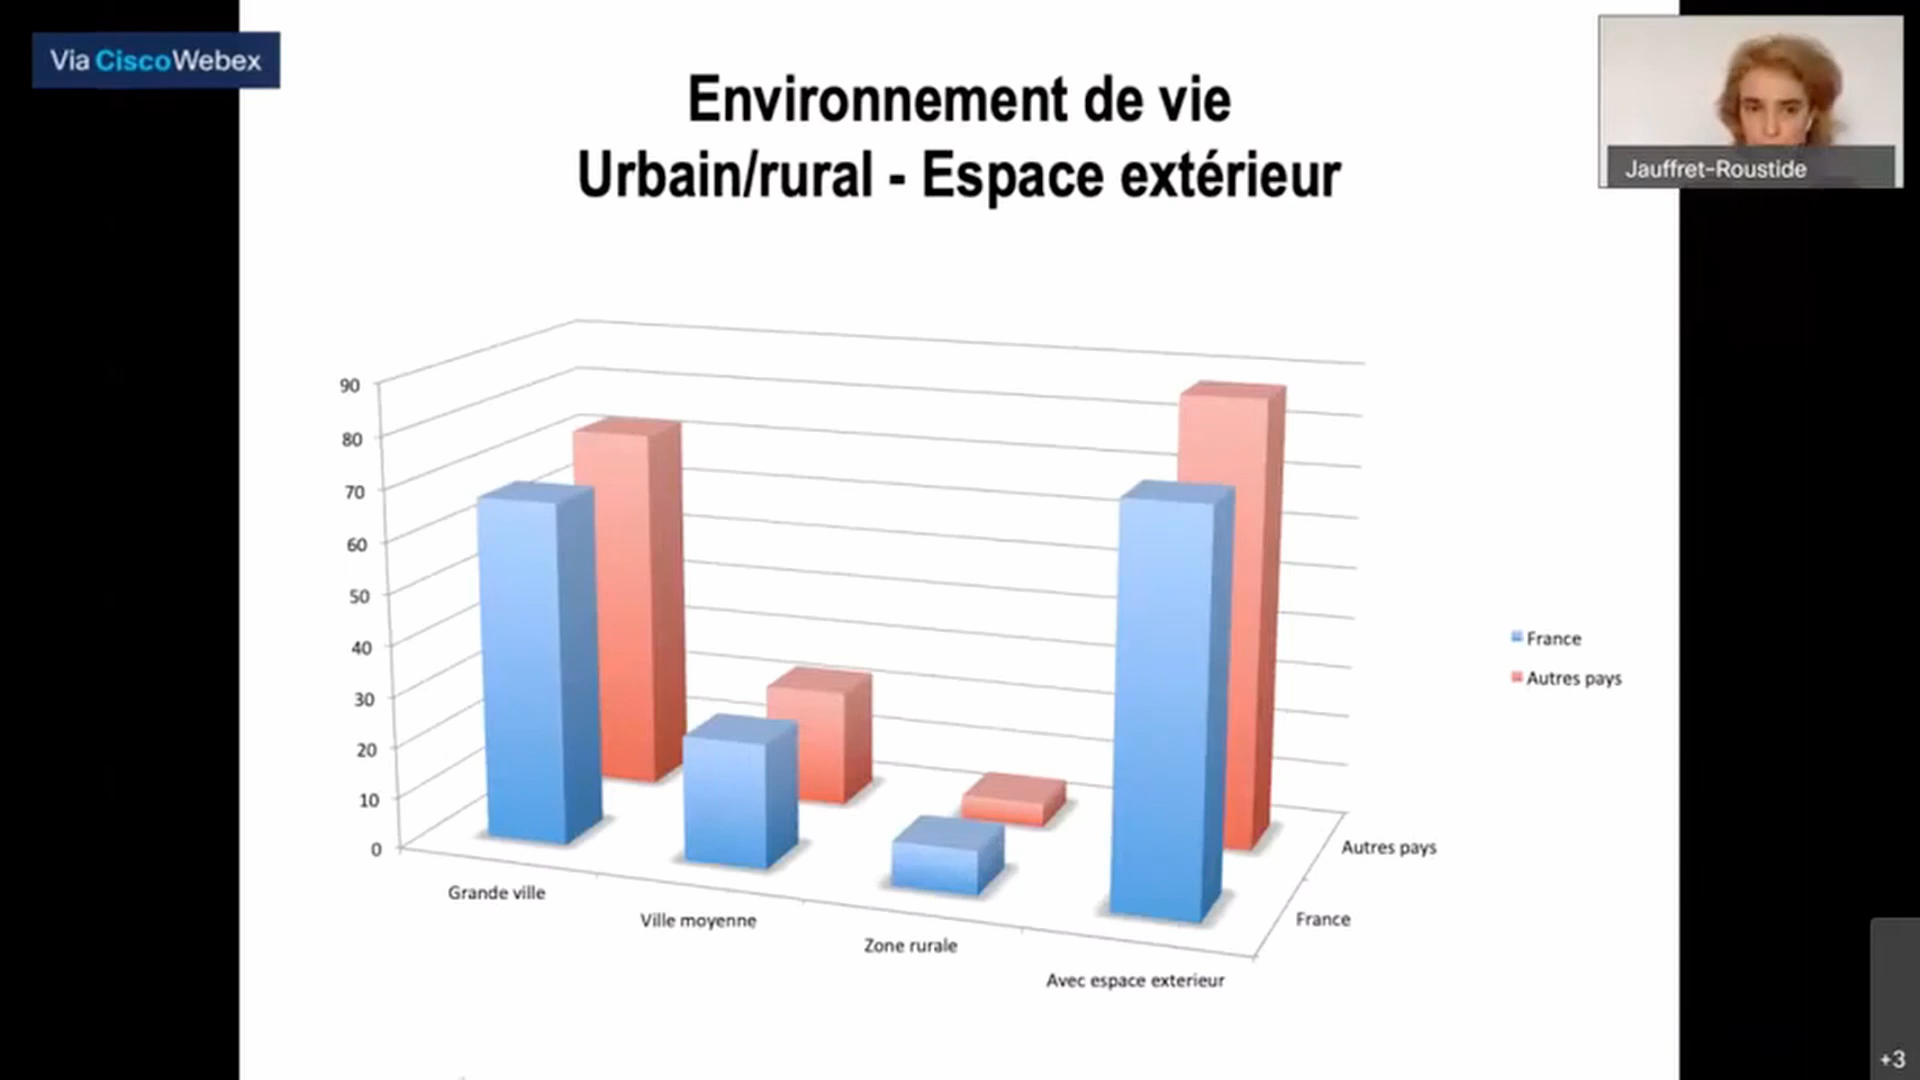 Via CiscoWebex
Environnement de vie
Urbain/rural - Espace extérieur
Jauffret-Roustide
90
80
70
60
50
40
30
20
10
0
Grande ville
Ville moyenne
Zone rurale
Avec espace exterieur
France
Autres pays
France
Autres pays
+3